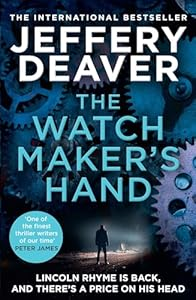 THE INTERNATIONAL BESTSELLER
JEFFERY
DEAVER
THE
WATCH
MAKER'S
HAND
'One of
the finest
thriller writers
of our time'
PETER JAMES
LINCOLN RHYME IS BACK,
AND THERE'S A PRICE ON HIS HEAD